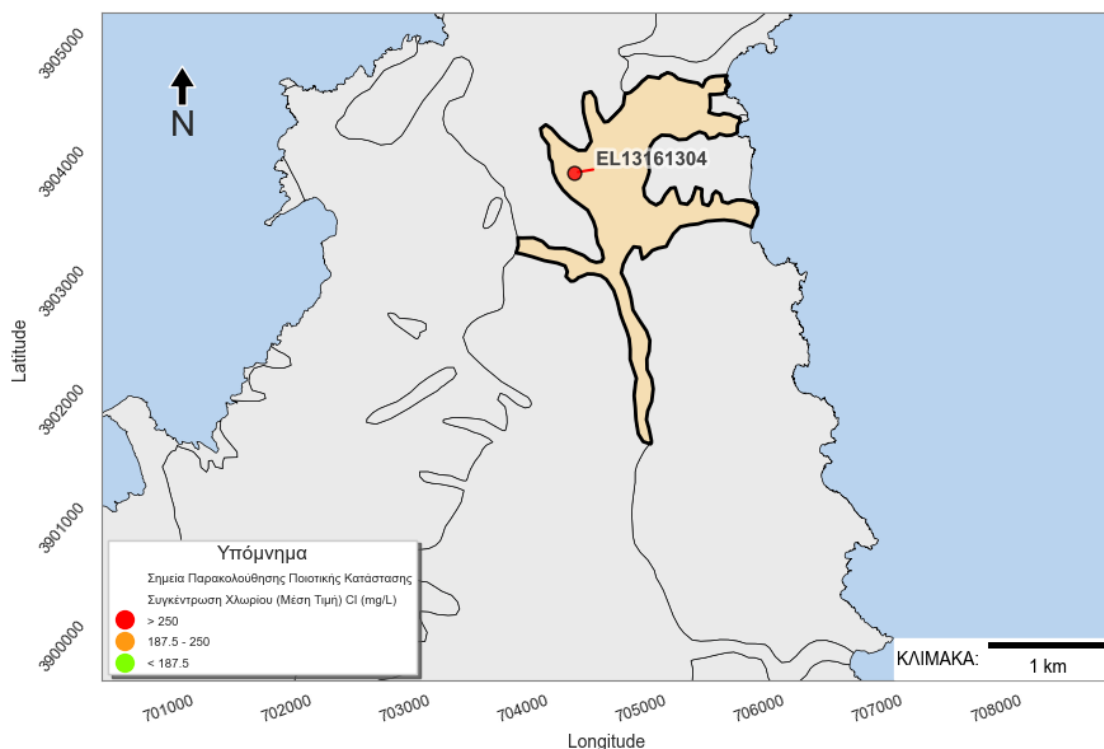 3905000
3904000
3903000
3902000
3901000
3900000
Latitude
N
EL13161304
Υπόμνημα
Σημεία Παρακολούθησης Ποιοτικής Κατάστασης
Συγκέντρωση Χλωρίου (Μέση Τιμή) Cl (mg/L)
> 250
187.5 - 250
< 187.5
ΚΛΙΜΑΚΑ:
1 km
701000
702000
703000
704000
705000
706000
707000
708000
Longitude